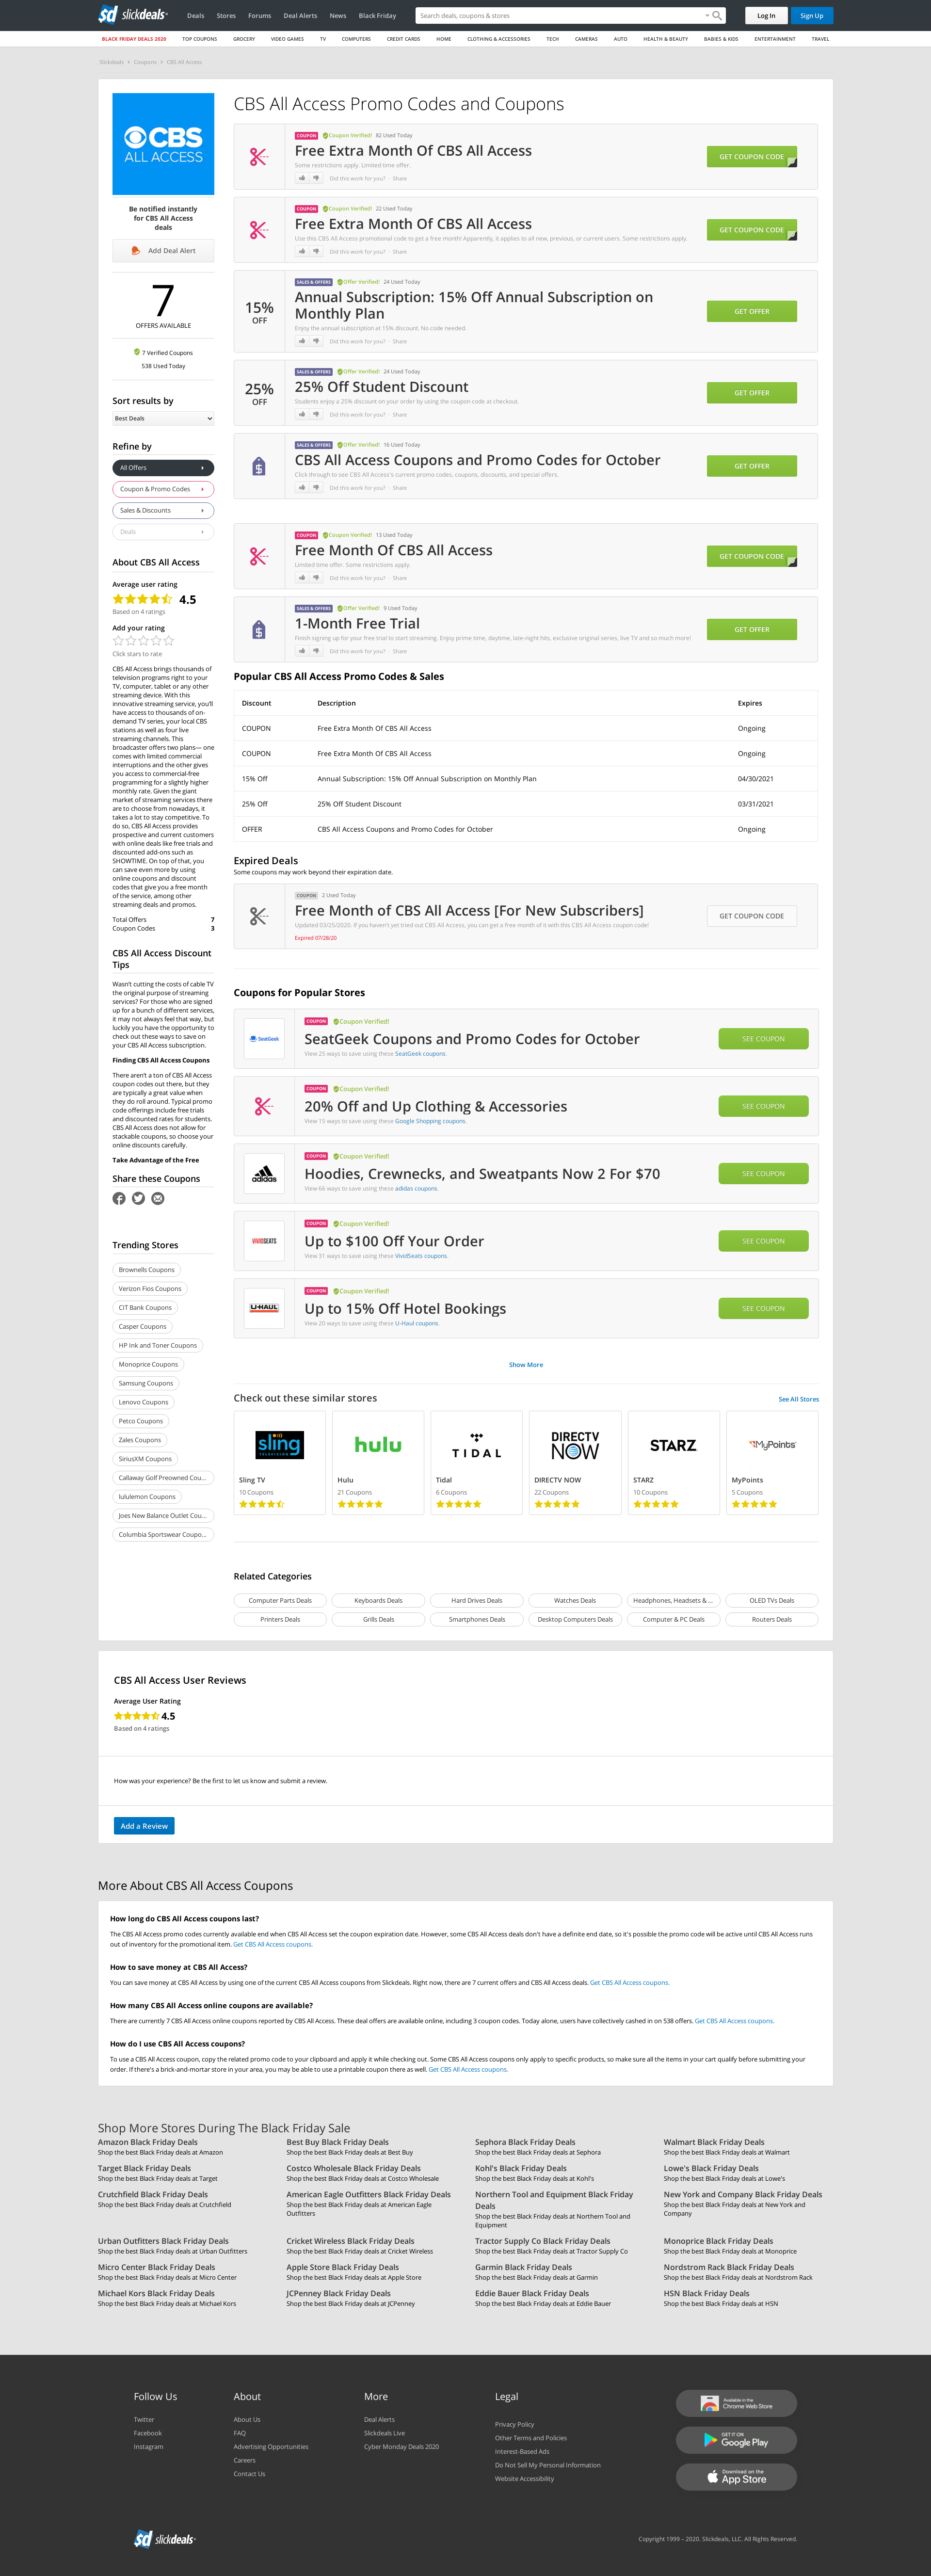 sd slickdeals
Deals Stores Forums Deal Alerts News Black Friday
Search deals, coupons & stores
Log In
Sign Up
BLACK FRIDAY DEALS 2020 TOP COUPONS GROCERY VIDEO GAMES TV COMPUTERS CREDIT CARDS HOME CLOTHING & ACCESSORIES TECH CAMERAS AUTO HEALTH & BEAUTY BABIES & KIDS ENTERTAINMENT TRAVEL
Slickdeals > Coupons > CBS All Access
CBS
ALL ACCESS
Be notified instantly
for CBS All Access
deals
Add Deal Alert
7
OFFERS AVAILABLE
7 Verified Coupons
538 Used Today
Sort results by
Best Deals
Refine by
All Offers
Coupon & Promo Codes
Sales & Discounts
Deals
About CBS All Access
Average user rating
4.5
Based on 4 ratings
Add your rating
Click stars to rate
CBS All Access brings thousands of
television programs right to your
TV, computer, tablet or any other
streaming device. With this
innovative streaming service, you'll
have access to thousands of on-
demand TV series, your local CBS
stations as well as four live
streaming channels. This
broadcaster offers two plans— one
comes with limited commercial
interruptions and the other gives
you access to commercial-free
programming for a slightly higher
monthly rate. Given the giant
market of streaming services there
are to choose from nowadays, it
takes a lot to stay competitive. To
do so, CBS All Access provides
prospective and current customers
with online deals like free trials and
discounted add-ons such as
SHOWTIME. On top of that, you
can save even more by using
online coupons and discount
codes that give you a free month
of the service, among other
streaming deals and promos.
Total Offers 7
Coupon Codes 3
CBS All Access Discount
Tips
Wasn't cutting the costs of cable TV
the original purpose of streaming
services? For those who are signed
up for a bunch of different services,
it may not always feel that way, but
luckily you have the opportunity to
check out these ways to save on
your CBS All Access subscription.
Finding CBS All Access Coupons
There aren't a ton of CBS All Access
coupon codes out there, but they
are typically a great value when
they do roll around. Typical promo
code offerings include free trials
and discounted rates for students.
CBS All Access does not allow for
stackable coupons, so choose your
online discounts carefully.
Take Advantage of the Free
Share these Coupons
Trending Stores
Brownells Coupons
Verizon Fios Coupons
CIT Bank Coupons
Casper Coupons
HP Ink and Toner Coupons
Monoprice Coupons
Samsung Coupons
Lenovo Coupons
Petco Coupons
Zales Coupons
SiriusXM Coupons
Callaway Golf Preowned Cou...
lululemon Coupons
Joes New Balance Outlet Cou...
Columbia Sportswear Coupo...
CBS All Access Promo Codes and Coupons
COUPON Coupon Verified! 82 Used Today
Free Extra Month Of CBS All Access
Some restrictions apply. Limited time offer.
Did this work for you? · Share
GET COUPON CODE
COUPON Coupon Verified! 22 Used Today
Free Extra Month Of CBS All Access
Use this CBS All Access promotional code to get a free month! Apparently, it applies to all new, previous, or current users. Some restrictions apply.
Did this work for you? · Share
GET COUPON CODE
15%
OFF
SALES & OFFERS Offer Verified! 24 Used Today
Annual Subscription: 15% Off Annual Subscription on
Monthly Plan
Enjoy the annual subscription at 15% discount. No code needed.
Did this work for you? · Share
GET OFFER
25%
OFF
SALES & OFFERS Offer Verified! 24 Used Today
25% Off Student Discount
Students enjoy a 25% discount on your order by using the coupon code at checkout.
Did this work for you? · Share
GET OFFER
SALES & OFFERS Offer Verified! 16 Used Today
CBS All Access Coupons and Promo Codes for October
Click through to see CBS All Access's current promo codes, coupons, discounts, and special offers.
Did this work for you? · Share
GET OFFER
COUPON Coupon Verified! 13 Used Today
Free Month Of CBS All Access
Limited time offer. Some restrictions apply.
Did this work for you? · Share
GET COUPON CODE
SALES & OFFERS Offer Verified! 9 Used Today
1-Month Free Trial
Finish signing up for your free trial to start streaming. Enjoy prime time, daytime, late-night hits, exclusive original series, live TV and so much more!
Did this work for you? · Share
GET OFFER
Popular CBS All Access Promo Codes & Sales
Discount Description Expires
COUPON Free Extra Month Of CBS All Access Ongoing
COUPON Free Extra Month Of CBS All Access Ongoing
15% Off Annual Subscription: 15% Off Annual Subscription on Monthly Plan 04/30/2021
25% Off 25% Off Student Discount 03/31/2021
OFFER CBS All Access Coupons and Promo Codes for October Ongoing
Expired Deals
Some coupons may work beyond their expiration date.
COUPON 2 Used Today
Free Month of CBS All Access [For New Subscribers]
Updated 03/25/2020. If you haven't yet tried out CBS All Access, you can get a free month of it with this CBS All Access coupon code!
Expired 07/28/20
GET COUPON CODE
Coupons for Popular Stores
SeatGeek
COUPON Coupon Verified!
SeatGeek Coupons and Promo Codes for October
View 25 ways to save using these SeatGeek coupons.
SEE COUPON
COUPON Coupon Verified!
20% Off and Up Clothing & Accessories
View 15 ways to save using these Google Shopping coupons.
SEE COUPON
adidas
COUPON Coupon Verified!
Hoodies, Crewnecks, and Sweatpants Now 2 For $70
View 66 ways to save using these adidas coupons.
SEE COUPON
VIVIDSEATS
COUPON Coupon Verified!
Up to $100 Off Your Order
View 31 ways to save using these VividSeats coupons.
SEE COUPON
U-HAUL
COUPON Coupon Verified!
Up to 15% Off Hotel Bookings
View 20 ways to save using these U-Haul coupons.
SEE COUPON
Show More
Check out these similar stores
See All Stores
sling
TELEVISION
hulu
TIDAL
DIRECTV
NOW
STARZ
MyPoints
Sling TV Hulu Tidal DIRECTV NOW STARZ MyPoints
10 Coupons 21 Coupons 6 Coupons 22 Coupons 10 Coupons 5 Coupons
Related Categories
Computer Parts Deals Keyboards Deals Hard Drives Deals Watches Deals Headphones, Headsets & ... OLED TVs Deals
Printers Deals Grills Deals Smartphones Deals Desktop Computers Deals Computer & PC Deals Routers Deals
CBS All Access User Reviews
Average User Rating
4.5
Based on 4 ratings
How was your experience? Be the first to let us know and submit a review.
Add a Review
More About CBS All Access Coupons
How long do CBS All Access coupons last?
The CBS All Access promo codes currently available end when CBS All Access set the coupon expiration date. However, some CBS All Access deals don't have a definite end date, so it's possible the promo code will be active until CBS All Access runs
out of inventory for the promotional item. Get CBS All Access coupons.
How to save money at CBS All Access?
You can save money at CBS All Access by using one of the current CBS All Access coupons from Slickdeals. Right now, there are 7 current offers and CBS All Access deals. Get CBS All Access coupons.
How many CBS All Access online coupons are available?
There are currently 7 CBS All Access online coupons reported by CBS All Access. These deal offers are available online, including 3 coupon codes. Today alone, users have collectively cashed in on 538 offers. Get CBS All Access coupons.
How do I use CBS All Access coupons?
To use a CBS All Access coupon, copy the related promo code to your clipboard and apply it while checking out. Some CBS All Access coupons only apply to specific products, so make sure all the items in your cart qualify before submitting your
order. If there's a brick-and-mortar store in your area, you may be able to use a printable coupon there as well. Get CBS All Access coupons.
Shop More Stores During The Black Friday Sale
Amazon Black Friday Deals
Shop the best Black Friday deals at Amazon
Best Buy Black Friday Deals
Shop the best Black Friday deals at Best Buy
Sephora Black Friday Deals
Shop the best Black Friday deals at Sephora
Walmart Black Friday Deals
Shop the best Black Friday deals at Walmart
Target Black Friday Deals
Shop the best Black Friday deals at Target
Costco Wholesale Black Friday Deals
Shop the best Black Friday deals at Costco Wholesale
Kohl's Black Friday Deals
Shop the best Black Friday deals at Kohl's
Lowe's Black Friday Deals
Shop the best Black Friday deals at Lowe's
Crutchfield Black Friday Deals
Shop the best Black Friday deals at Crutchfield
American Eagle Outfitters Black Friday Deals
Shop the best Black Friday deals at American Eagle
Outfitters
Northern Tool and Equipment Black Friday
Deals
Shop the best Black Friday deals at Northern Tool and
Equipment
New York and Company Black Friday Deals
Shop the best Black Friday deals at New York and
Company
Urban Outfitters Black Friday Deals
Shop the best Black Friday deals at Urban Outfitters
Cricket Wireless Black Friday Deals
Shop the best Black Friday deals at Cricket Wireless
Tractor Supply Co Black Friday Deals
Shop the best Black Friday deals at Tractor Supply Co
Monoprice Black Friday Deals
Shop the best Black Friday deals at Monoprice
Micro Center Black Friday Deals
Shop the best Black Friday deals at Micro Center
Apple Store Black Friday Deals
Shop the best Black Friday deals at Apple Store
Garmin Black Friday Deals
Shop the best Black Friday deals at Garmin
Nordstrom Rack Black Friday Deals
Shop the best Black Friday deals at Nordstrom Rack
Michael Kors Black Friday Deals
Shop the best Black Friday deals at Michael Kors
JCPenney Black Friday Deals
Shop the best Black Friday deals at JCPenney
Eddie Bauer Black Friday Deals
Shop the best Black Friday deals at Eddie Bauer
HSN Black Friday Deals
Shop the best Black Friday deals at HSN
Follow Us
Twitter
Facebook
Instagram
About
About Us
FAQ
Advertising Opportunities
Careers
Contact Us
More
Deal Alerts
Slickdeals Live
Cyber Monday Deals 2020
Legal
Privacy Policy
Other Terms and Policies
Interest-Based Ads
Do Not Sell My Personal Information
Website Accessibility
Available in the
Chrome Web Store
GET IT ON
Google Play
Download on the
App Store
sd slickdeals
Copyright 1999 – 2020. Slickdeals, LLC. All Rights Reserved.